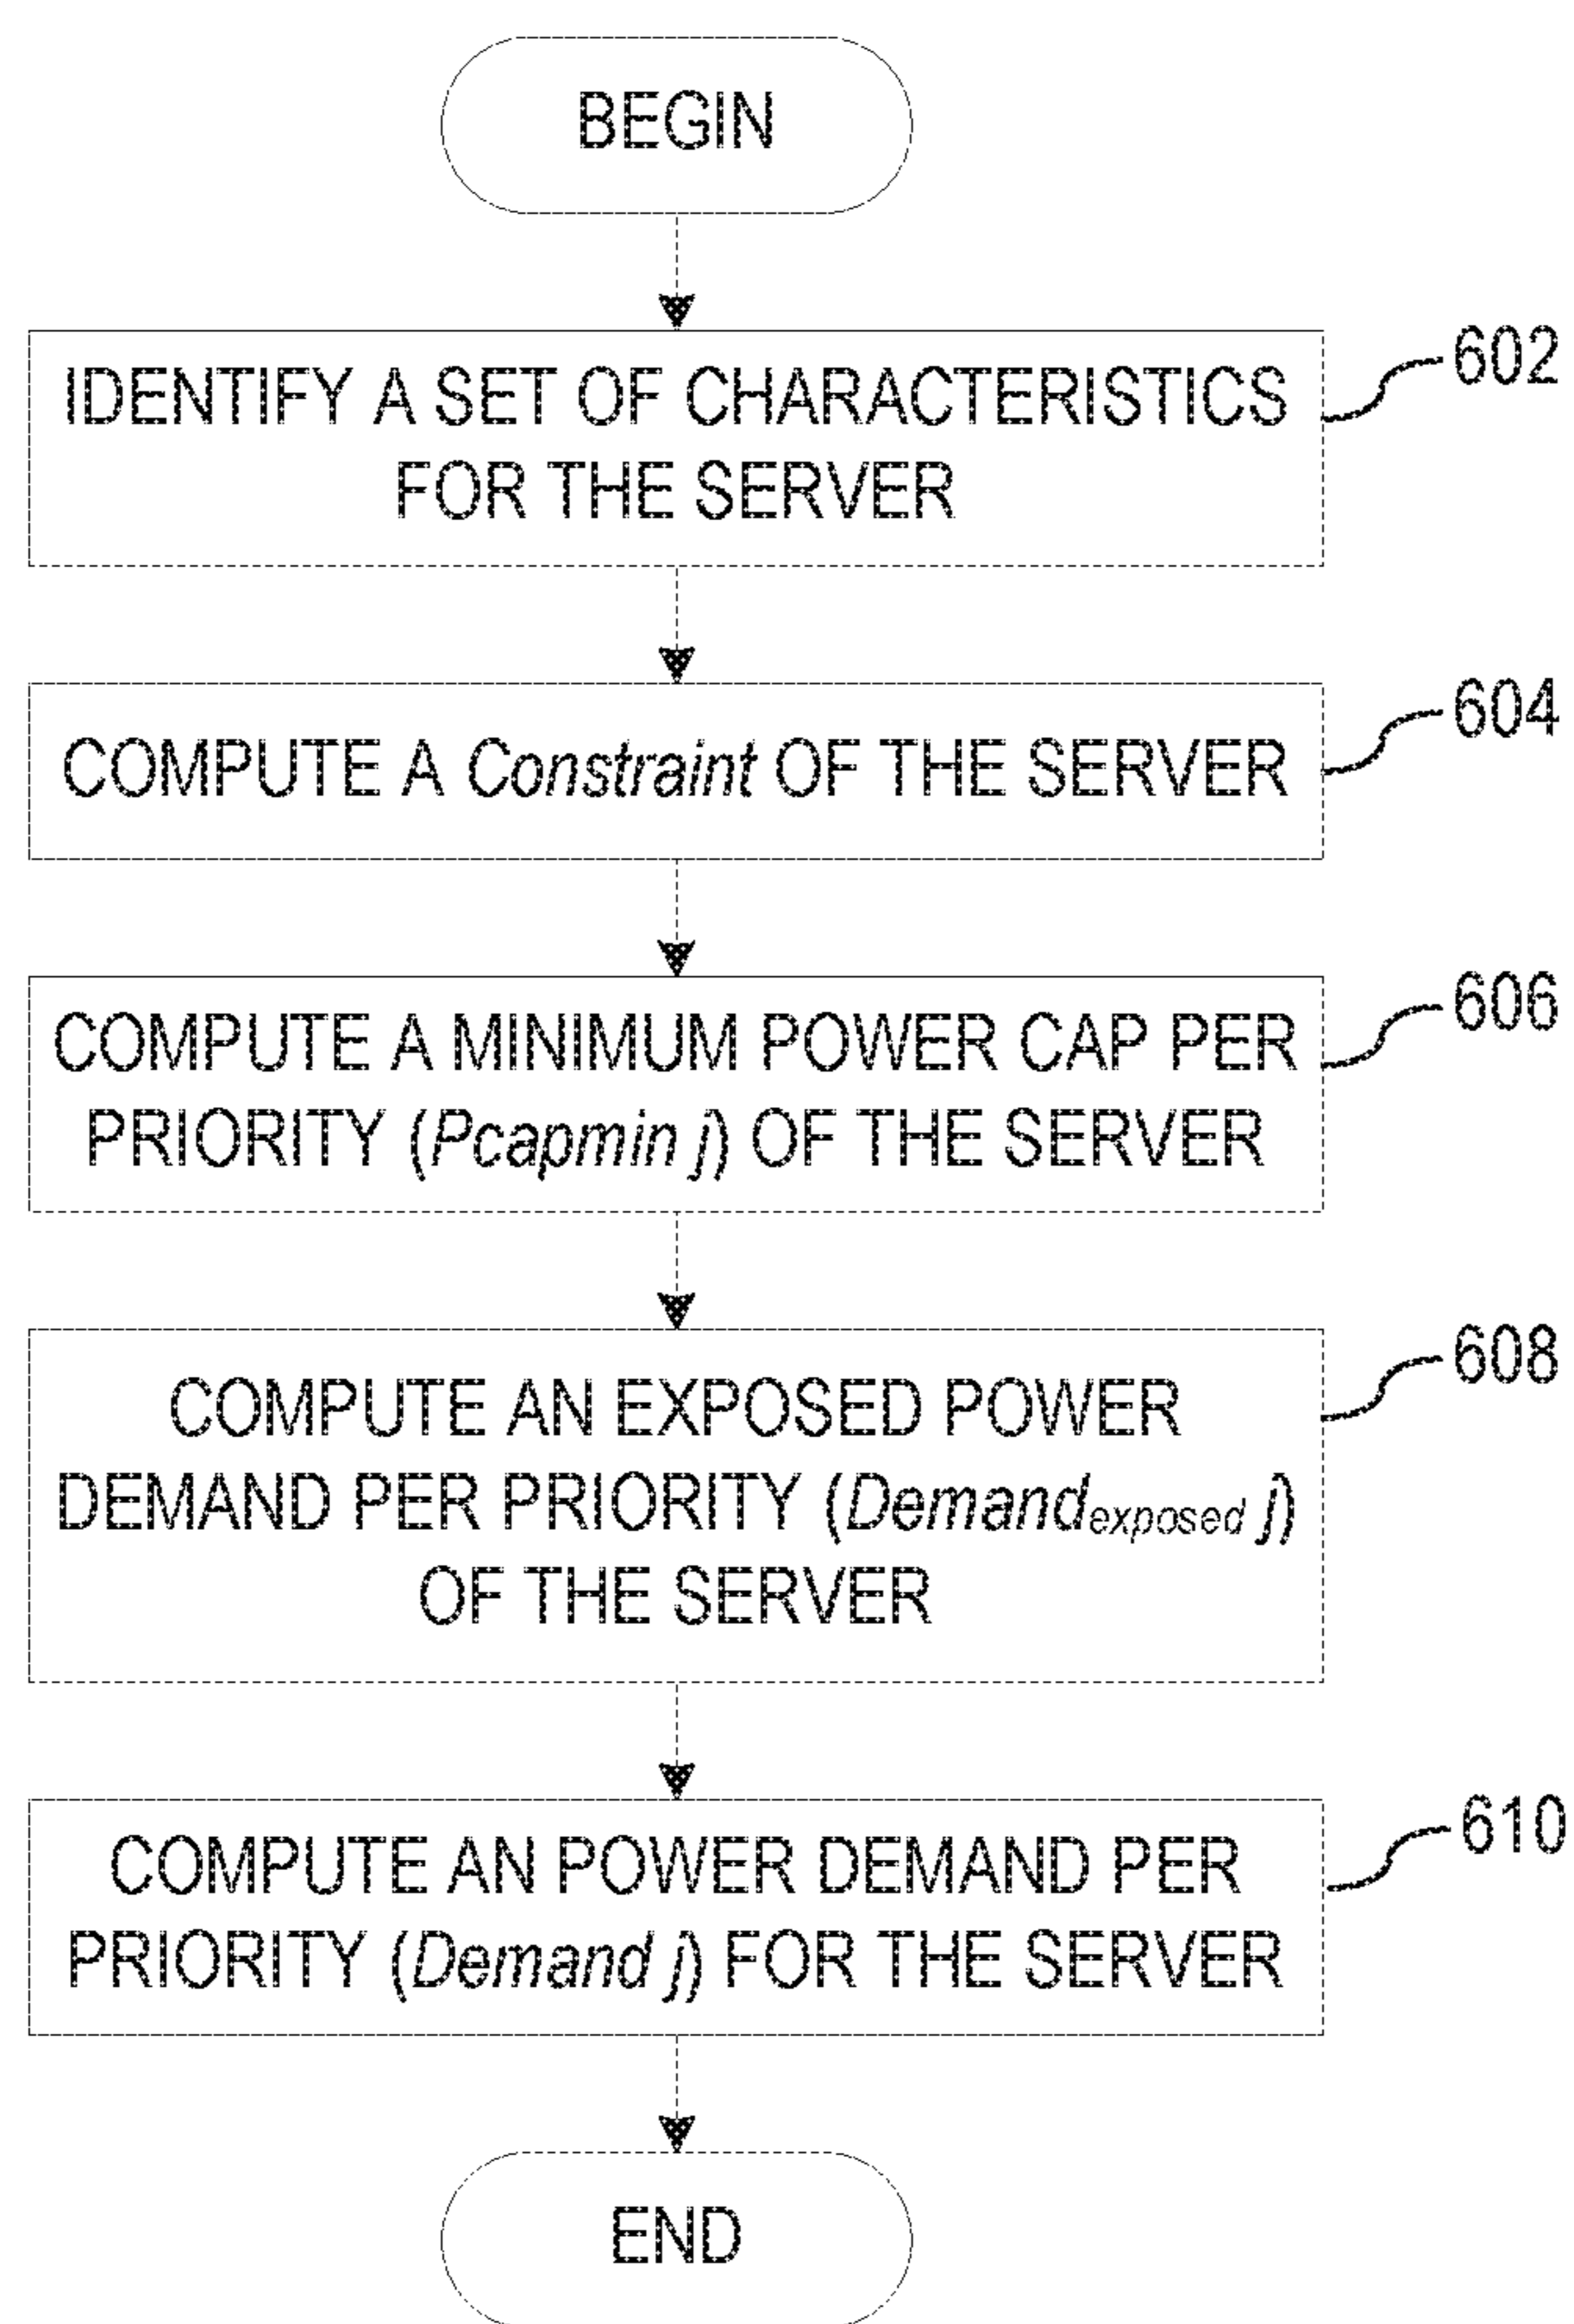 BEGIN
IDENTIFY A SET OF CHARACTERISTICS
FOR THE SERVER
602
COMPUTE A Constraint OF THE SERVER
604
COMPUTE A MINIMUM POWER CAP PER
PRIORITY (Pcapmin j) OF THE SERVER
606
COMPUTE AN EXPOSED POWER
DEMAND PER PRIORITY (Demandexposed j)
OF THE SERVER
608
COMPUTE AN POWER DEMAND PER
PRIORITY (Demand j) FOR THE SERVER
610
END